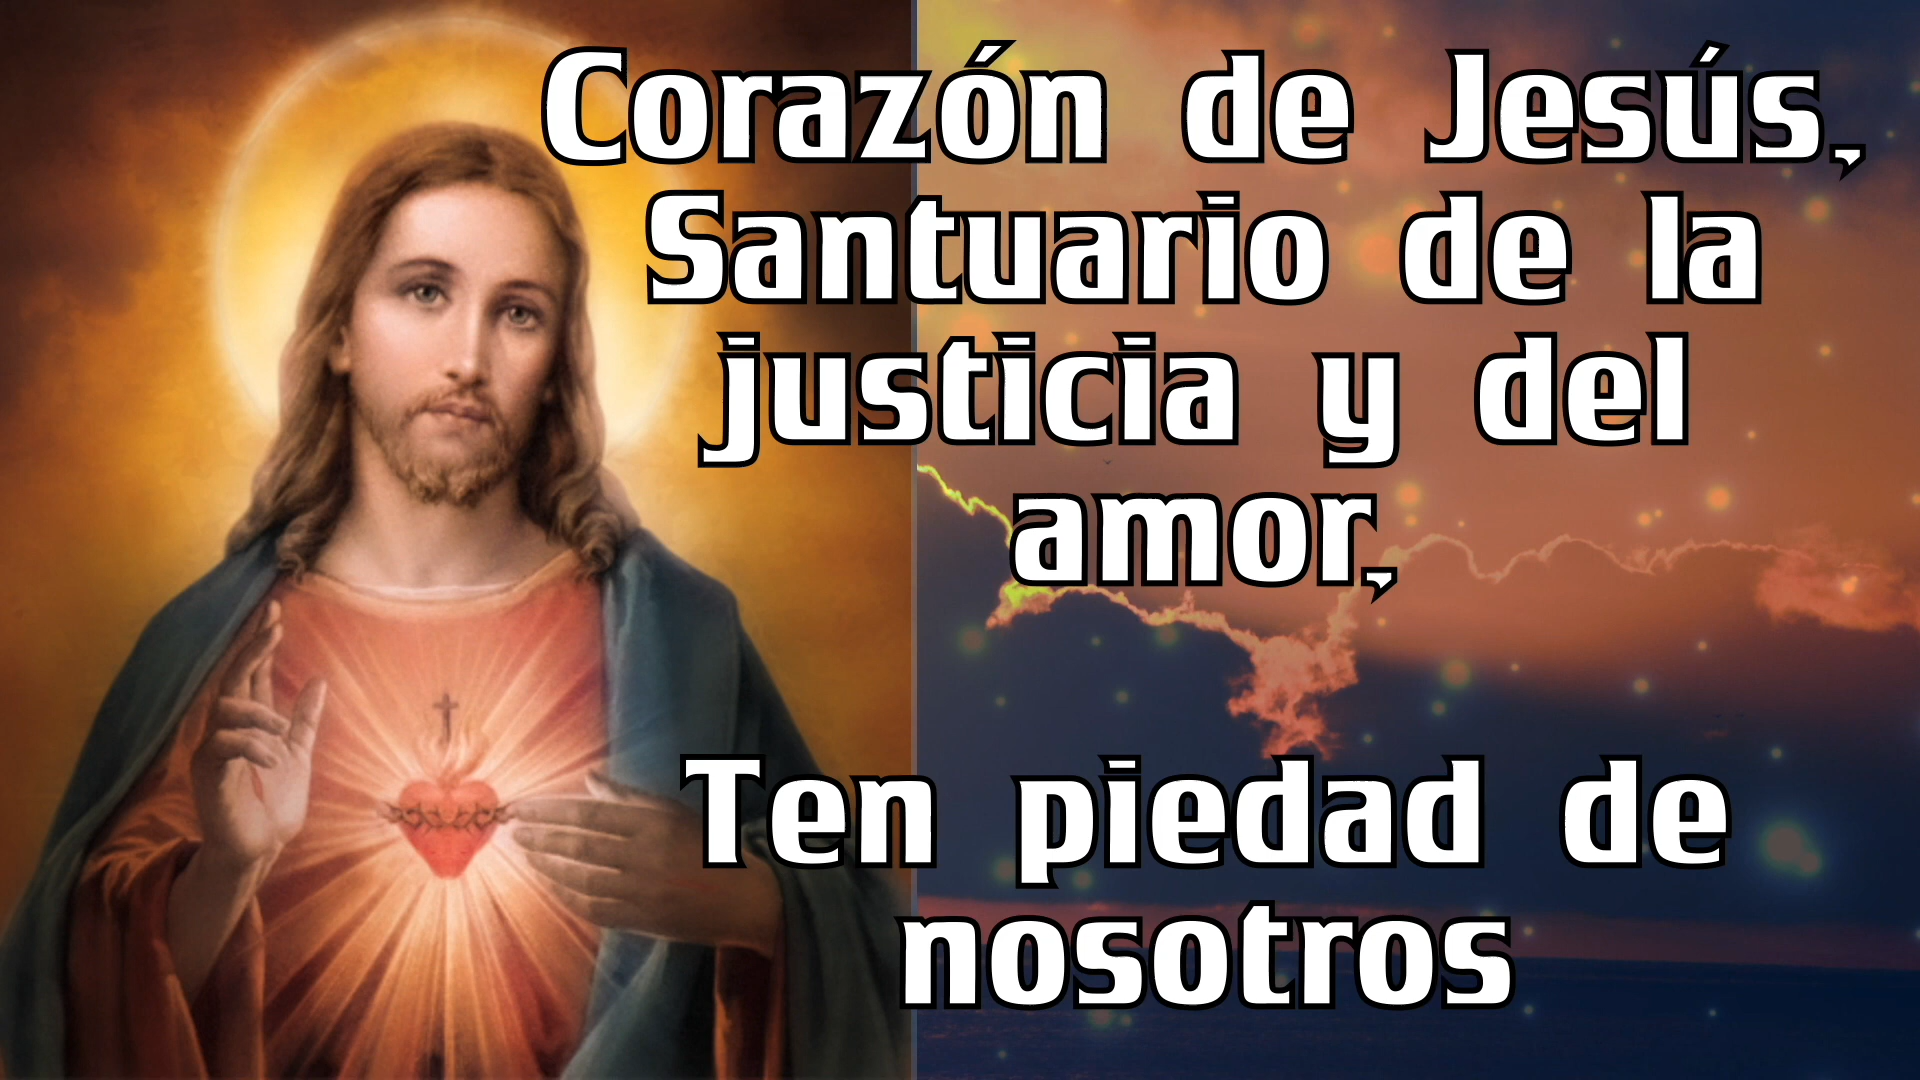 Corazón de Jesús,
Santuario de la
justicia y del
amor,
Ten piedad de
nosotros